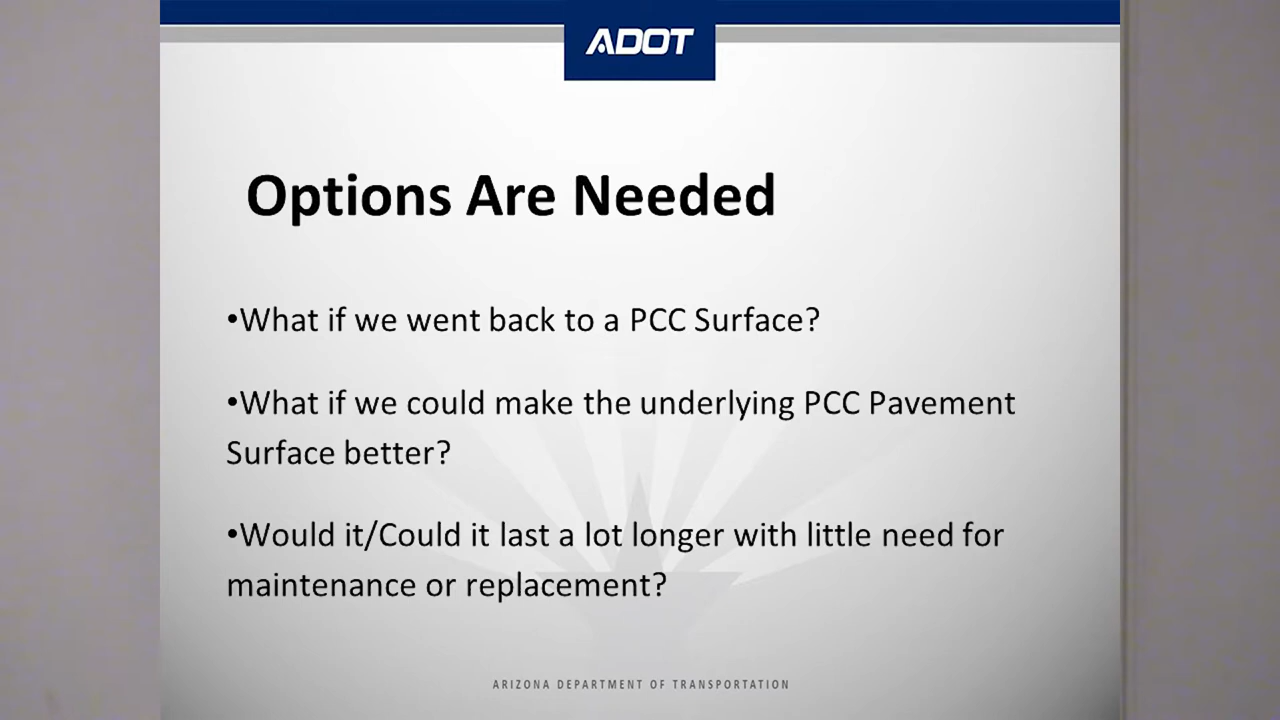 ADOT
Options Are Needed
•What if we went back to a PCC Surface?
•What if we could make the underlying PCC Pavement
Surface better?
•Would it/Could it last a lot longer with little need for
maintenance or replacement?
ARIZONA DEPARTMENT OF TRANSPORTATION